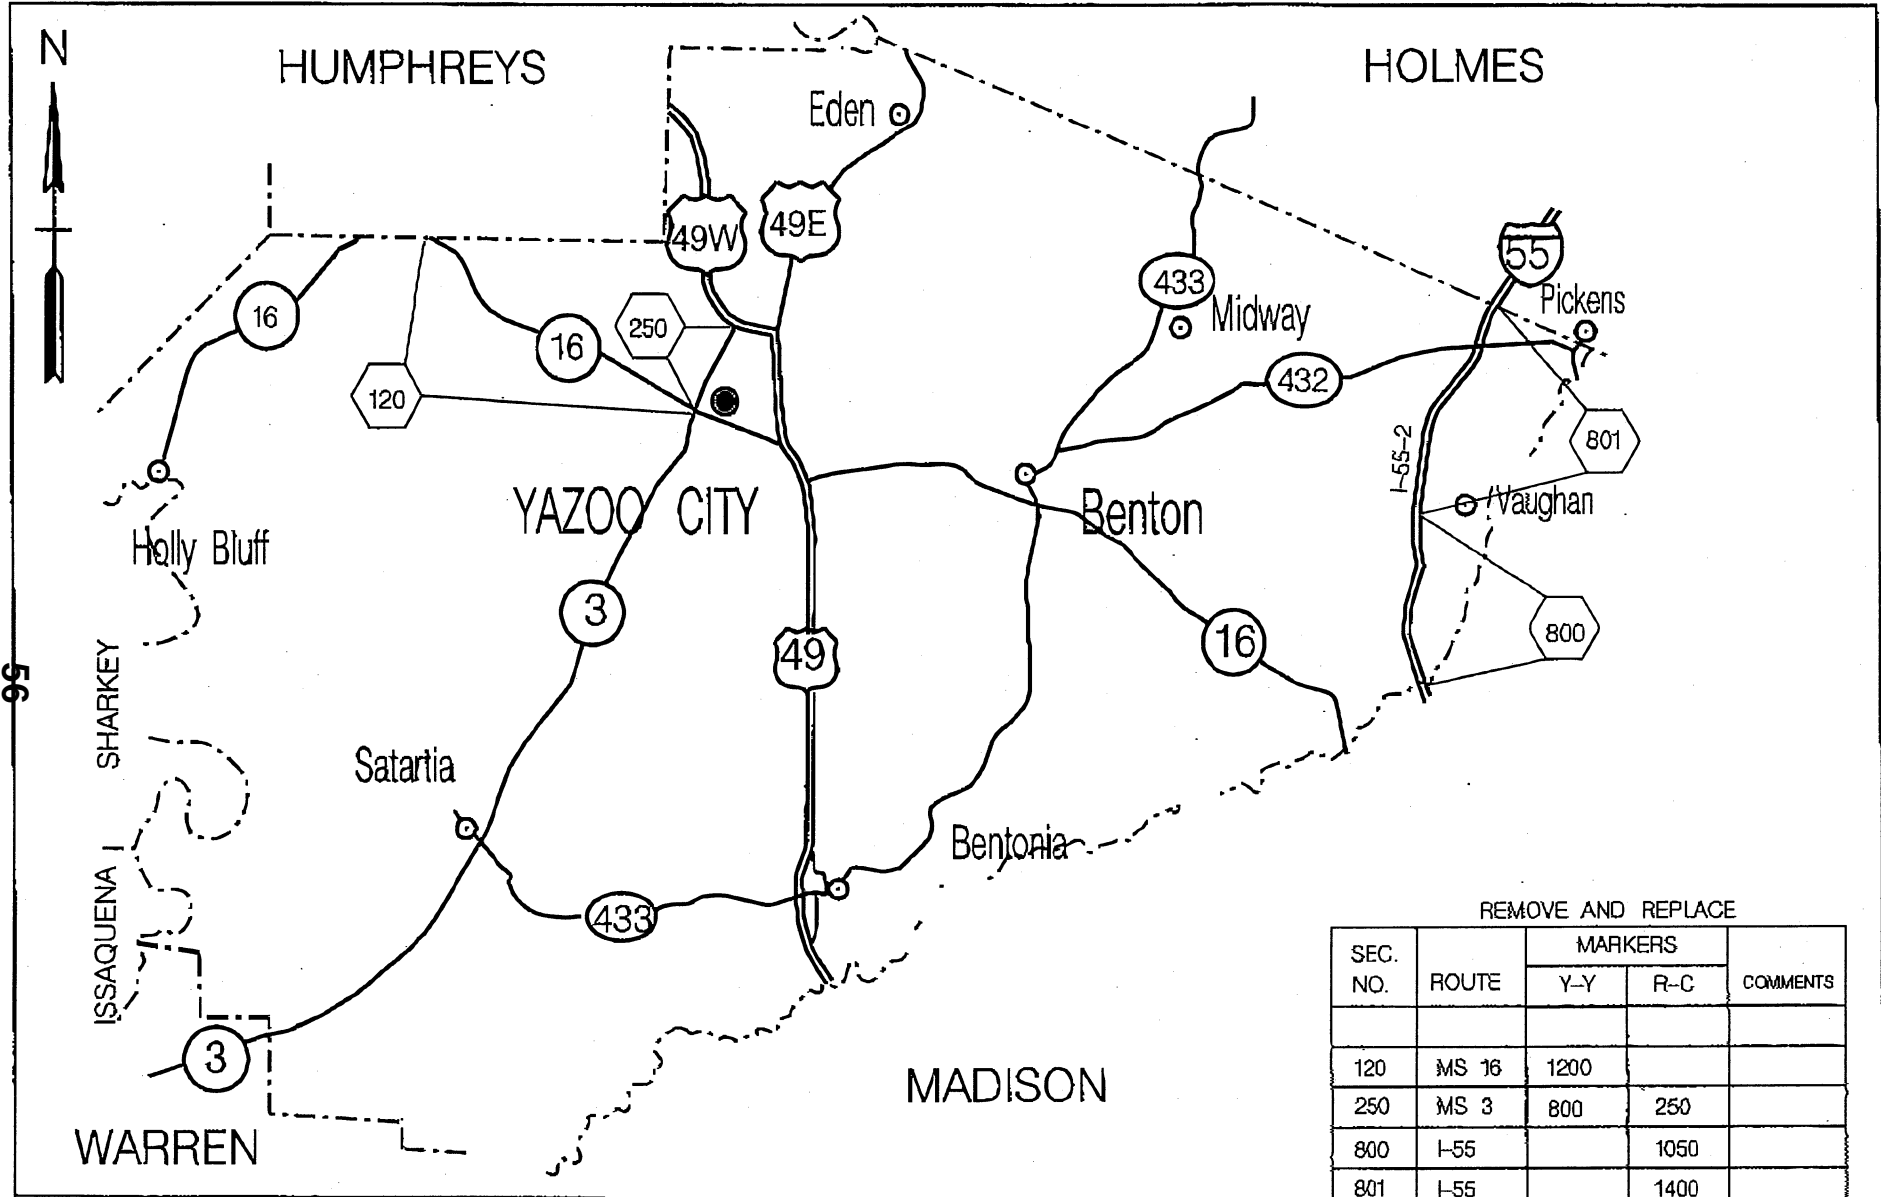 N
HUMPHREYS
HOLMES
Eden
49W
49E
55
16
433
Pickens
250
16
Midway
120
432
801
I-55-2
YAZOO CITY
Benton
Vaughan
Holly Bluff
3
16
800
49
56
SHARKEY
Satartia
Bentonia
ISSAQUENA
433
3
MADISON
WARREN
REMOVE AND REPLACE
SEC. NO. ROUTE MARKERS COMMENTS
Y-Y R-C
120 MS 16 1200
250 MS 3 800 250
800 I-55 1050
801 I-55 1400